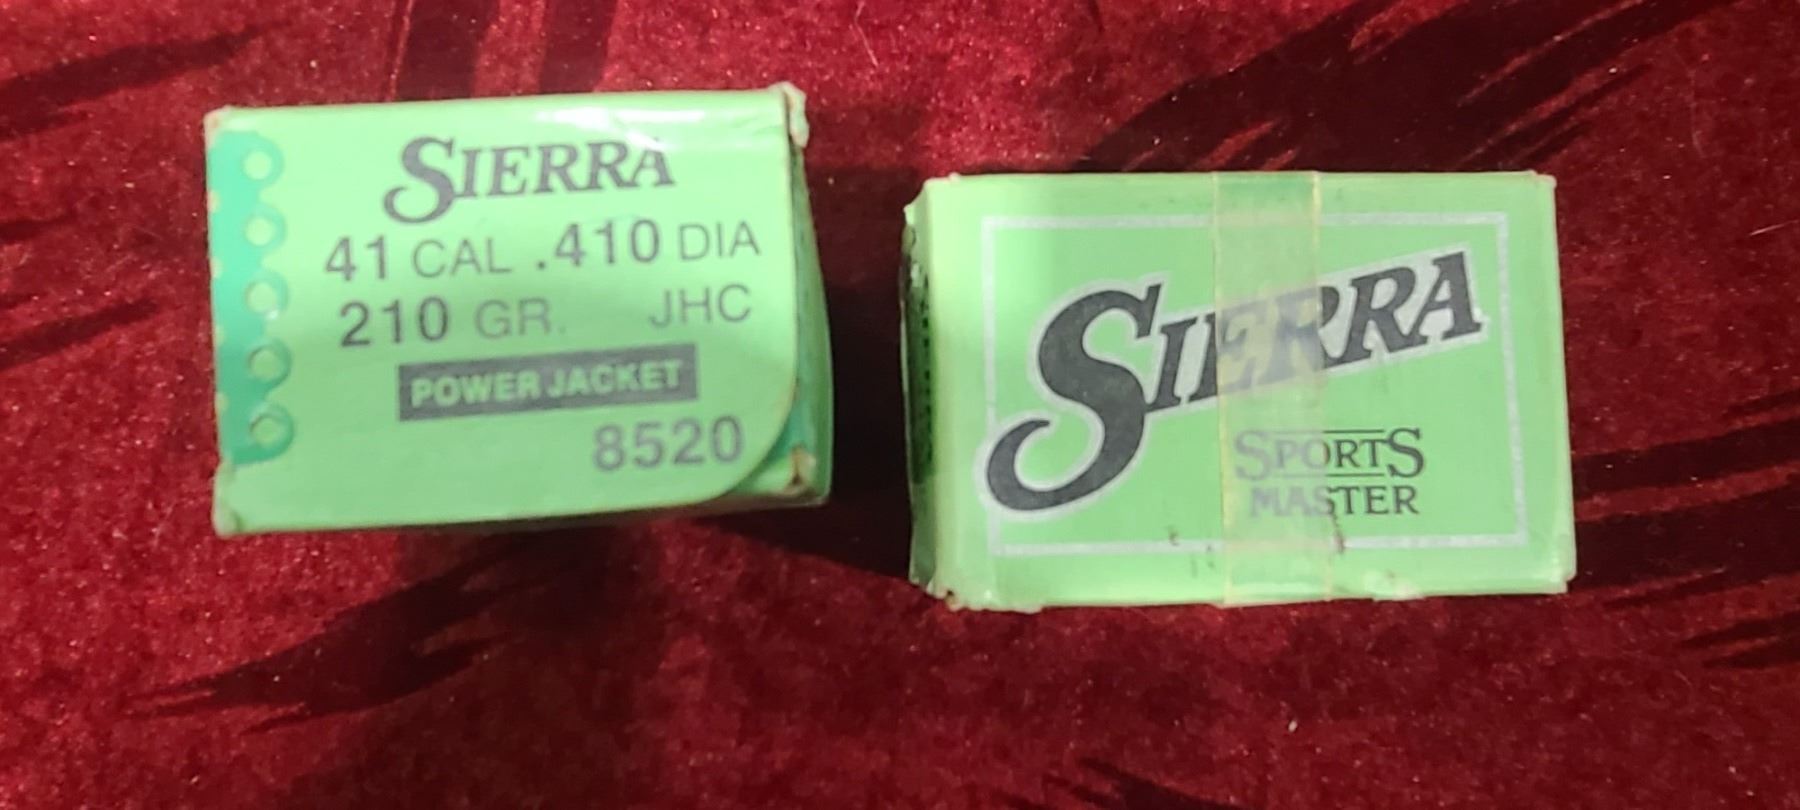 SIERRA
41 CAL .410 DIA
210 GR. JHC
POWER JACKET
8520
SIERRA
SPORTS
MASTER